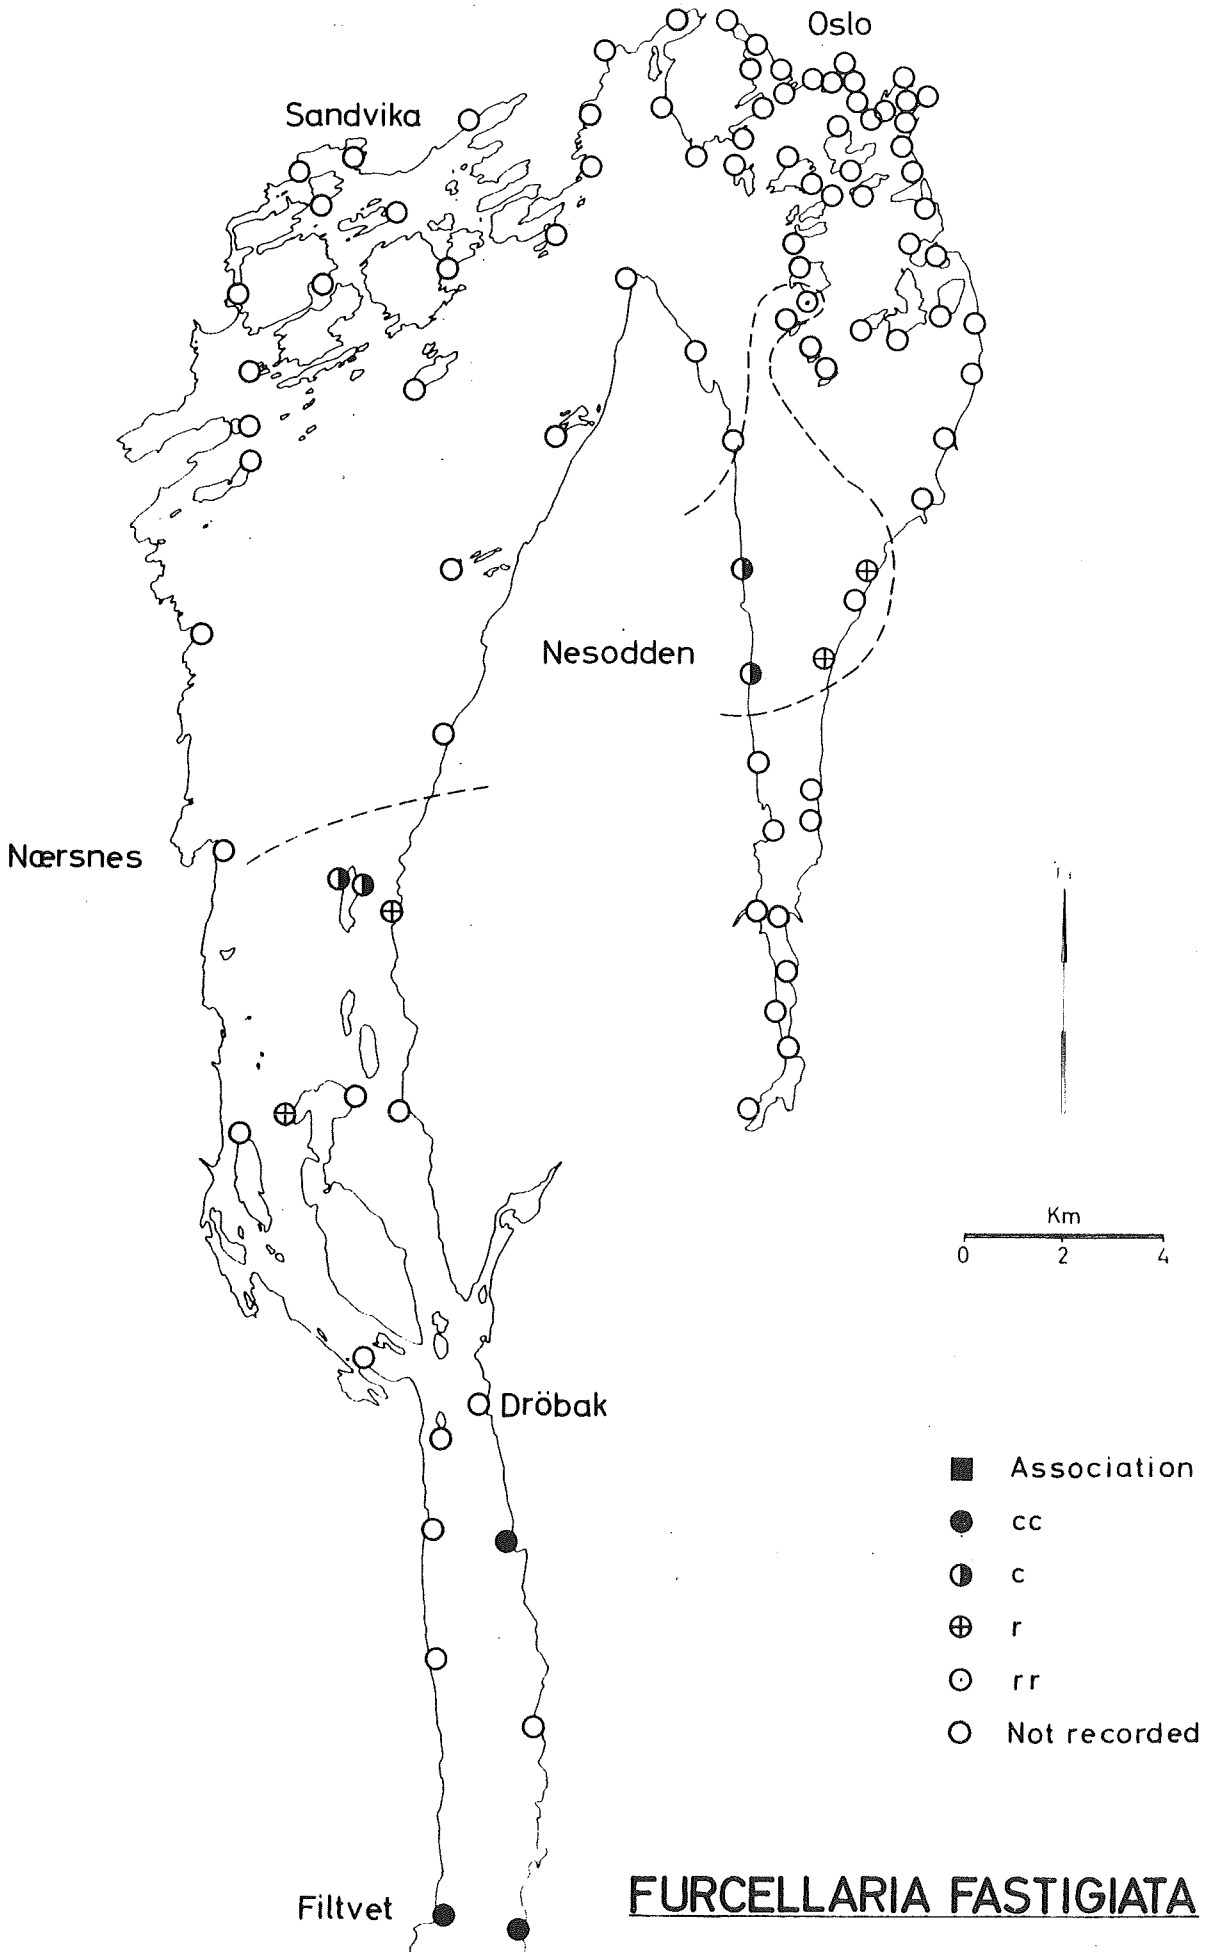 Oslo
Sandvika
Nesodden
Nærsnes
Km
0 2 4
Dröbak
Association
cc
c
r
rr
Not recorded
Filtvet
FURCELLARIA FASTIGIATA